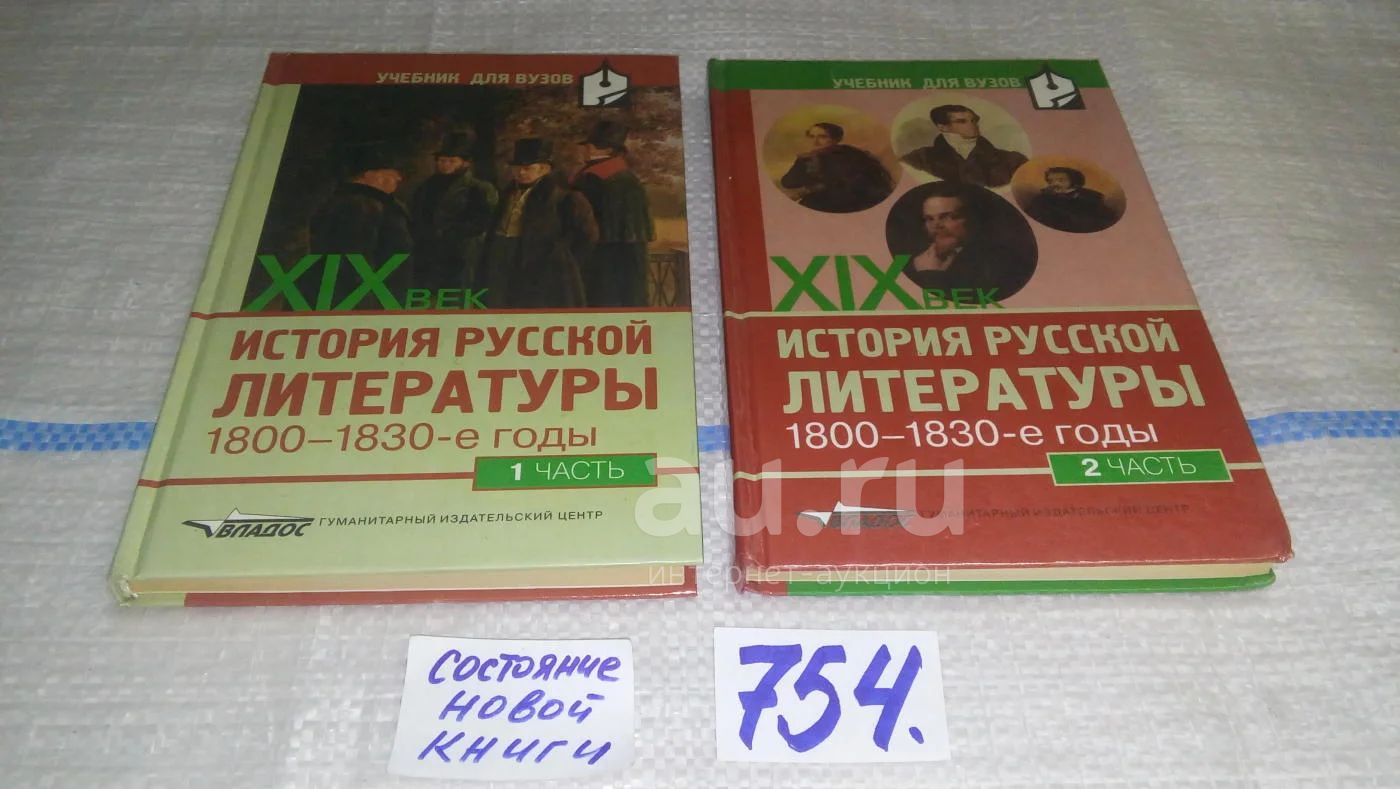 УЧЕБНИК ДЛЯ ВУЗОВ
XIX ВЕК
ИСТОРИЯ РУССКОЙ
ЛИТЕРАТУРЫ
1800–1830-е годы
1 ЧАСТЬ
ВЛАДОС ГУМАНИТАРНЫЙ ИЗДАТЕЛЬСКИЙ ЦЕНТР
УЧЕБНИК ДЛЯ ВУЗОВ
XIX ВЕК
ИСТОРИЯ РУССКОЙ
ЛИТЕРАТУРЫ
1800–1830-е годы
2 ЧАСТЬ
ВЛАДОС ГУМАНИТАРНЫЙ ИЗДАТЕЛЬСКИЙ ЦЕНТР
au.ru
интернет-аукцион
СОСТОЯНИЕ
НОВОЙ
КНИГИ
754.